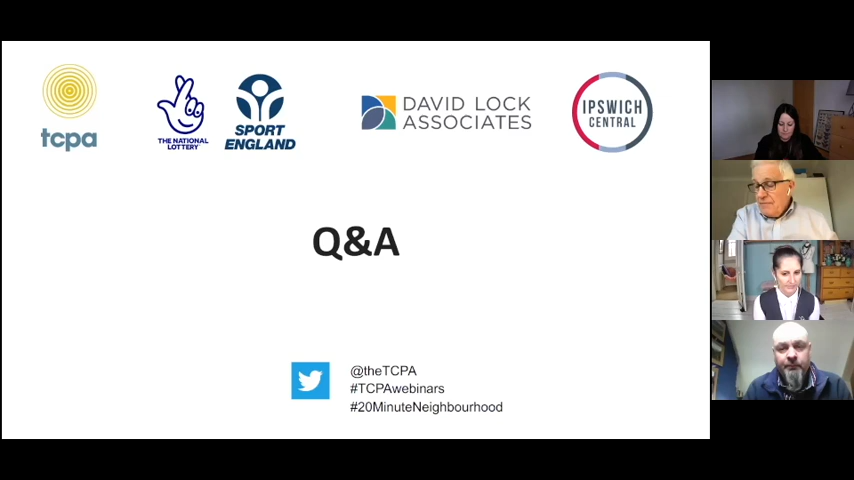 tcpa
THE NATIONAL
LOTTERY
SPORT
ENGLAND
DAVID LOCK
ASSOCIATES
IPSWICH
CENTRAL
Q&A
@theTCPA
#TCPAwebinars
#20MinuteNeighbourhood